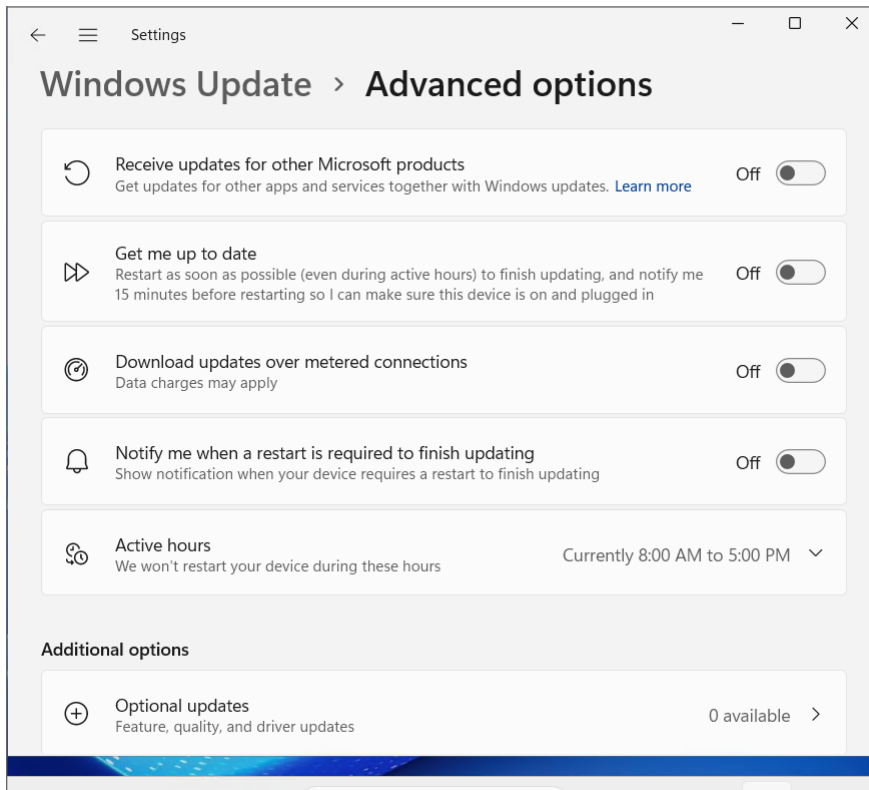 Settings
Windows Update > Advanced options
Receive updates for other Microsoft products
Get updates for other apps and services together with Windows updates. Learn more
Off
Get me up to date
Restart as soon as possible (even during active hours) to finish updating, and notify me
15 minutes before restarting so I can make sure this device is on and plugged in
Off
Download updates over metered connections
Data charges may apply
Off
Notify me when a restart is required to finish updating
Show notification when your device requires a restart to finish updating
Off
Active hours
We won't restart your device during these hours
Currently 8:00 AM to 5:00 PM
Additional options
Optional updates
Feature, quality, and driver updates
0 available